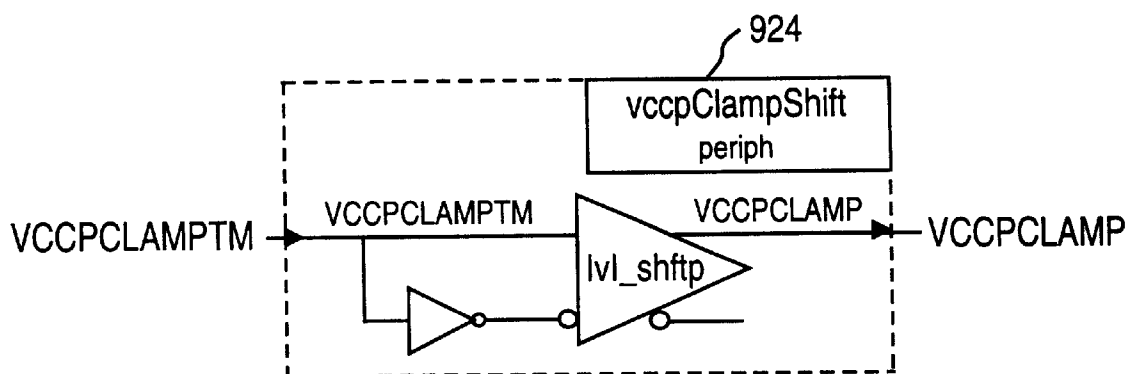 924
vccpClampShift
periph
VCCPCLAMPTM
VCCPCLAMPTM
lvl_shftp
VCCPCLAMP
VCCPCLAMP